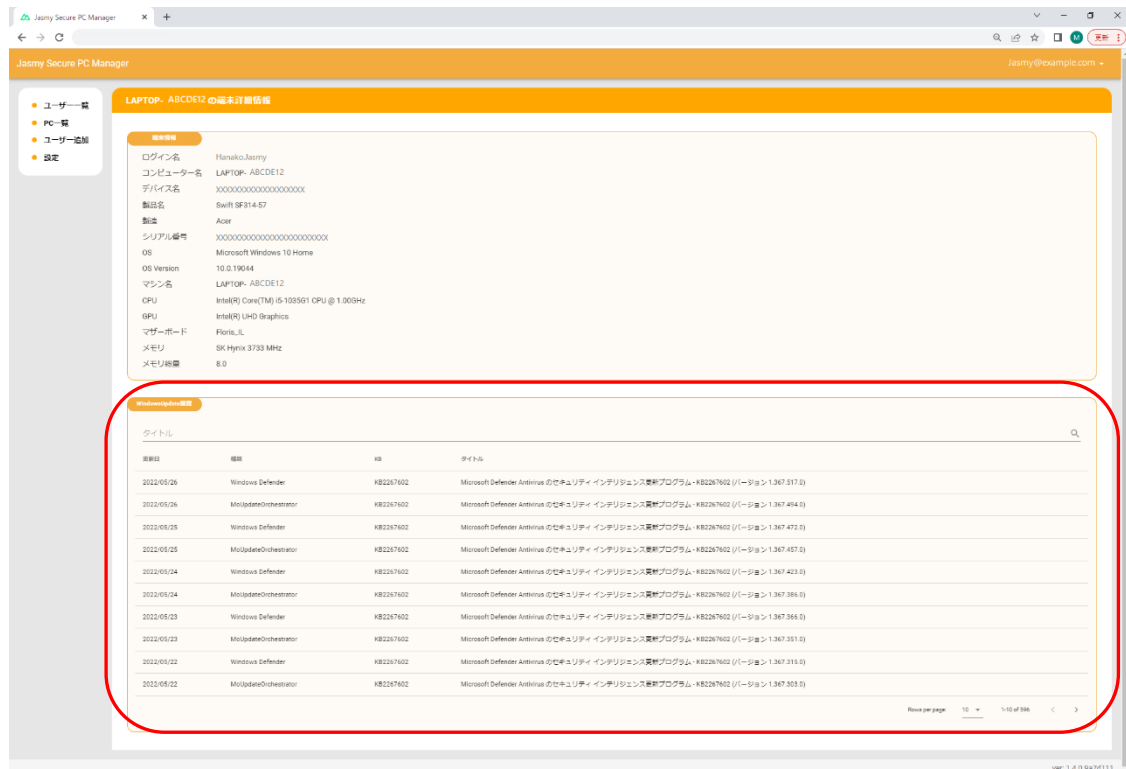 Jasmy Secure PC Manager
更新
Jasmy Secure PC Manager
Jasmy@example.com
ユーザー一覧
PC一覧
ユーザー追加
設定
LAPTOP- ABCDE12 の端末詳細情報
端末情報
ログイン名 Hanako.Jasmy
コンピューター名 LAPTOP- ABCDE12
デバイス名 XXXXXXXXXXXXXXXXXXX
製品名 Swift SF314-57
製造 Acer
シリアル番号 XXXXXXXXXXXXXXXXXXXXXXXX
OS Microsoft Windows 10 Home
OS Version 10.0.19044
マシン名 LAPTOP- ABCDE12
CPU Intel(R) Core(TM) i5-1035G1 CPU @ 1.00GHz
GPU Intel(R) UHD Graphics
マザーボード Floris_IL
メモリ SK Hynix 3733 MHz
メモリ総量 8.0
WindowsUpdate履歴
タイトル
更新日 種類 KB タイトル
2022/05/26 Windows Defender KB2267602 Microsoft Defender Antivirus のセキュリティ インテリジェンス更新プログラム - KB2267602 (バージョン 1.367.517.0)
2022/05/26 MoUpdateOrchestrator KB2267602 Microsoft Defender Antivirus のセキュリティ インテリジェンス更新プログラム - KB2267602 (バージョン 1.367.494.0)
2022/05/25 Windows Defender KB2267602 Microsoft Defender Antivirus のセキュリティ インテリジェンス更新プログラム - KB2267602 (バージョン 1.367.472.0)
2022/05/25 MoUpdateOrchestrator KB2267602 Microsoft Defender Antivirus のセキュリティ インテリジェンス更新プログラム - KB2267602 (バージョン 1.367.457.0)
2022/05/24 Windows Defender KB2267602 Microsoft Defender Antivirus のセキュリティ インテリジェンス更新プログラム - KB2267602 (バージョン 1.367.423.0)
2022/05/24 MoUpdateOrchestrator KB2267602 Microsoft Defender Antivirus のセキュリティ インテリジェンス更新プログラム - KB2267602 (バージョン 1.367.386.0)
2022/05/23 Windows Defender KB2267602 Microsoft Defender Antivirus のセキュリティ インテリジェンス更新プログラム - KB2267602 (バージョン 1.367.366.0)
2022/05/23 MoUpdateOrchestrator KB2267602 Microsoft Defender Antivirus のセキュリティ インテリジェンス更新プログラム - KB2267602 (バージョン 1.367.351.0)
2022/05/22 Windows Defender KB2267602 Microsoft Defender Antivirus のセキュリティ インテリジェンス更新プログラム - KB2267602 (バージョン 1.367.315.0)
2022/05/22 MoUpdateOrchestrator KB2267602 Microsoft Defender Antivirus のセキュリティ インテリジェンス更新プログラム - KB2267602 (バージョン 1.367.303.0)
Rows per page: 10 1-10 of 596